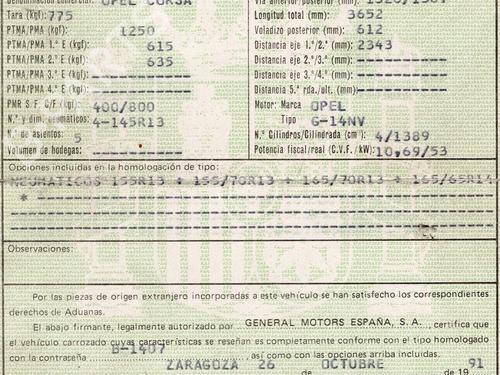 Denominación comercial: OPEL CORSA
Tara (kgf): 775
PTMA/PMA (kgf): 1250
PTMA/PMA 1.° E (kgf): 615
PTMA/PMA 2.° E (kgf): 635
PTMA/PMA 3.° E (kgf):
PTMA/PMA 4.° E (kgf):
PMR S. F. C/F (kgf): 400/800
N.° y dim. neumáticos: 4-145R13
N.° de asientos: 5
Volumen de bodegas:
Vía anterior/posterior (mm):
Longitud total (mm): 3652
Voladizo posterior (mm): 612
Distancia eje 1.°/2.° (mm): 2343
Distancia eje 2.°/3.° (mm):
Distancia eje 3.°/4.° (mm):
Distancia 5.ª rda./ult. (mm):
Motor: Marca OPEL
Tipo G-14NV
N.° Cilindros/Cilindrada (cm³) 4/1389
Potencia fiscal/real (C.V.F. / kW): 10,69/53
Opciones incluidas en la homologación de tipo:
NEUMATICOS 155R13 + 155/70R13 + 165/70R13 + 165/65R14
*
Observaciones:
Por las piezas de origen extranjero incorporadas a este vehículo se han satisfecho los correspondientes
derechos de Aduanas.
El abajo firmante, legalmente autorizado por GENERAL MOTORS ESPAÑA, S. A. , certifica que
el vehículo carrozado cuyas características se reseñan es completamente conforme con el tipo homologado
con la contraseña B-1407 , así como con las opciones arriba incluidas.
ZARAGOZA 26 de OCTUBRE de 19 91